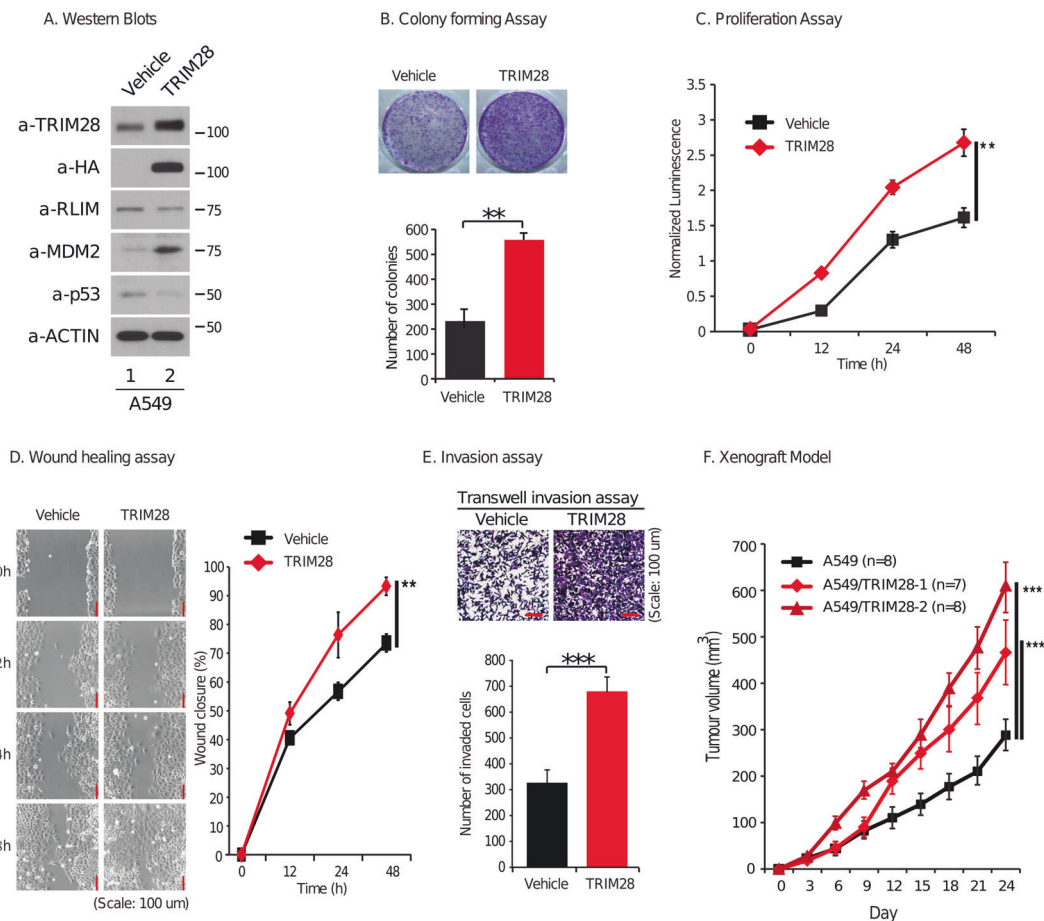 A. Western Blots
Vehicle
TRIM28
a-TRIM28
–100
a-HA
–100
a-RLIM
–75
a-MDM2
–75
a-p53
–50
a-ACTIN
–50
1 2
A549
B. Colony forming Assay
Vehicle TRIM28
**
Number of colonies
600
500
400
300
200
100
0
Vehicle TRIM28
C. Proliferation Assay
Normalized Luminescence
3.5
3
2.5
2
1.5
1
0.5
0
Vehicle
TRIM28
**
0 12 24 48
Time (h)
D. Wound healing assay
Vehicle TRIM28
0h
2h
4h
8h
(Scale: 100 um)
Vehicle
TRIM28
Wound closure (%)
100
90
80
70
60
50
40
30
20
10
0
**
0 12 24 48
Time (h)
E. Invasion assay
Transwell invasion assay
Vehicle TRIM28
(Scale: 100 um)
***
Number of invaded cells
800
700
600
500
400
300
200
100
0
Vehicle TRIM28
F. Xenograft Model
A549 (n=8)
A549/TRIM28-1 (n=7)
A549/TRIM28-2 (n=8)
Tumour volume (mm3)
700
600
500
400
300
200
100
0
***
***
0 3 6 9 12 15 18 21 24
Day